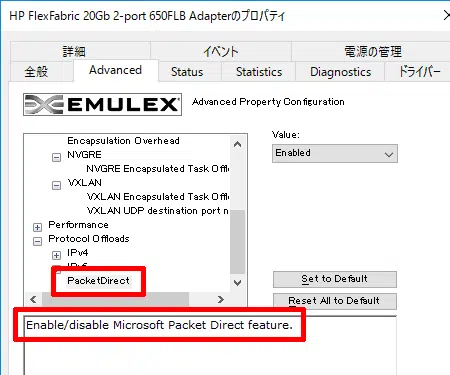 HP FlexFabric 20Gb 2-port 650FLB Adapterのプロパティ
詳細 イベント 電源の管理
全般 Advanced Status Statistics Diagnostics ドライバー
EMULEX Advanced Property Configuration
Encapsulation Overhead
NVGRE
NVGRE Encapsulated Task Offl
VXLAN
VXLAN Encapsulated Task Offl
VXLAN UDP destination port n
Performance
Protocol Offloads
IPv4
IPv6
PacketDirect
Value:
Enabled
Set to Default
Reset All to Default
Enable/disable Microsoft Packet Direct feature.